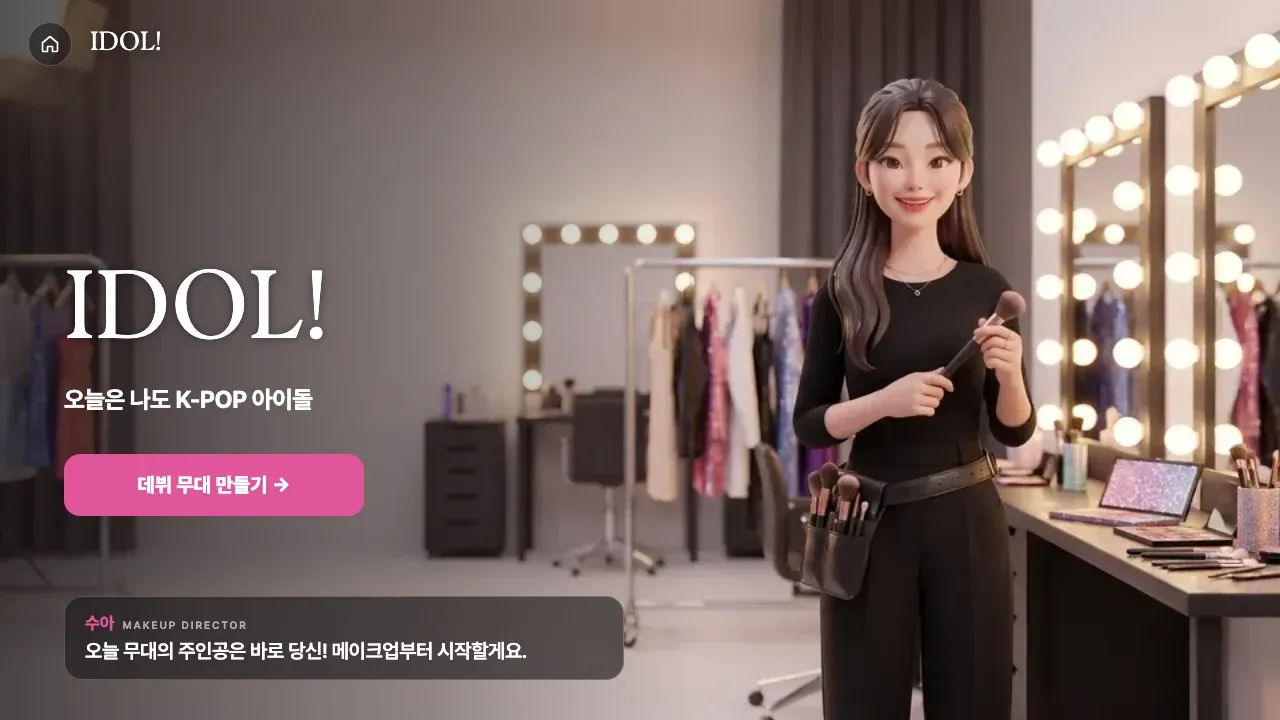 IDOL!
IDOL!
오늘은 나도 K-POP 아이돌
데뷔 무대 만들기 →
수아 MAKEUP DIRECTOR
오늘 무대의 주인공은 바로 당신! 메이크업부터 시작할게요.